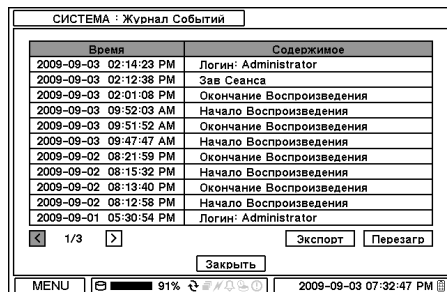 СИСТЕМА : Журнал Событий
Время Содержимое
2009-09-03 02:14:23 PM Логин: Administrator
2009-09-03 02:12:38 PM Зав Сеанса
2009-09-03 02:01:08 PM Окончание Воспроизведения
2009-09-03 09:52:03 AM Начало Воспроизведения
2009-09-03 09:51:52 AM Окончание Воспроизведения
2009-09-03 09:47:47 AM Начало Воспроизведения
2009-09-02 08:21:59 PM Окончание Воспроизведения
2009-09-02 08:15:32 PM Начало Воспроизведения
2009-09-02 08:13:40 PM Окончание Воспроизведения
2009-09-02 08:12:58 PM Начало Воспроизведения
2009-09-01 05:30:54 PM Логин: Administrator
< 1/3 > Экспорт Перезагр
Закрыть
MENU 91% 2009-09-03 07:32:47 PM